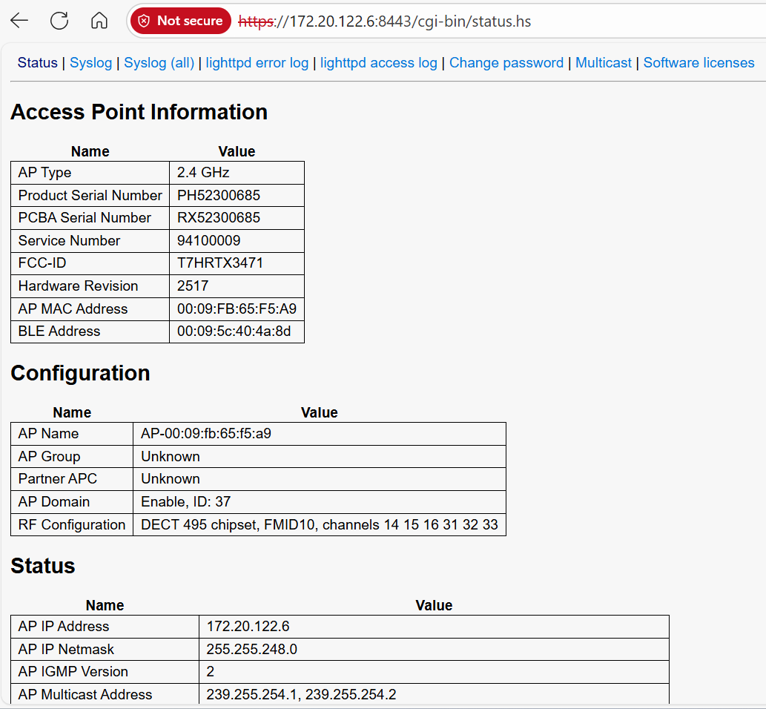 Not secure https://172.20.122.6:8443/cgi-bin/status.hs
Status | Syslog | Syslog (all) | lighttpd error log | lighttpd access log | Change password | Multicast | Software licenses
Access Point Information
Name Value
AP Type 2.4 GHz
Product Serial Number PH52300685
PCBA Serial Number RX52300685
Service Number 94100009
FCC-ID T7HRTX3471
Hardware Revision 2517
AP MAC Address 00:09:FB:65:F5:A9
BLE Address 00:09:5c:40:4a:8d
Configuration
Name Value
AP Name AP-00:09:fb:65:f5:a9
AP Group Unknown
Partner APC Unknown
AP Domain Enable, ID: 37
RF Configuration DECT 495 chipset, FMID10, channels 14 15 16 31 32 33
Status
Name Value
AP IP Address 172.20.122.6
AP IP Netmask 255.255.248.0
AP IGMP Version 2
AP Multicast Address 239.255.254.1, 239.255.254.2